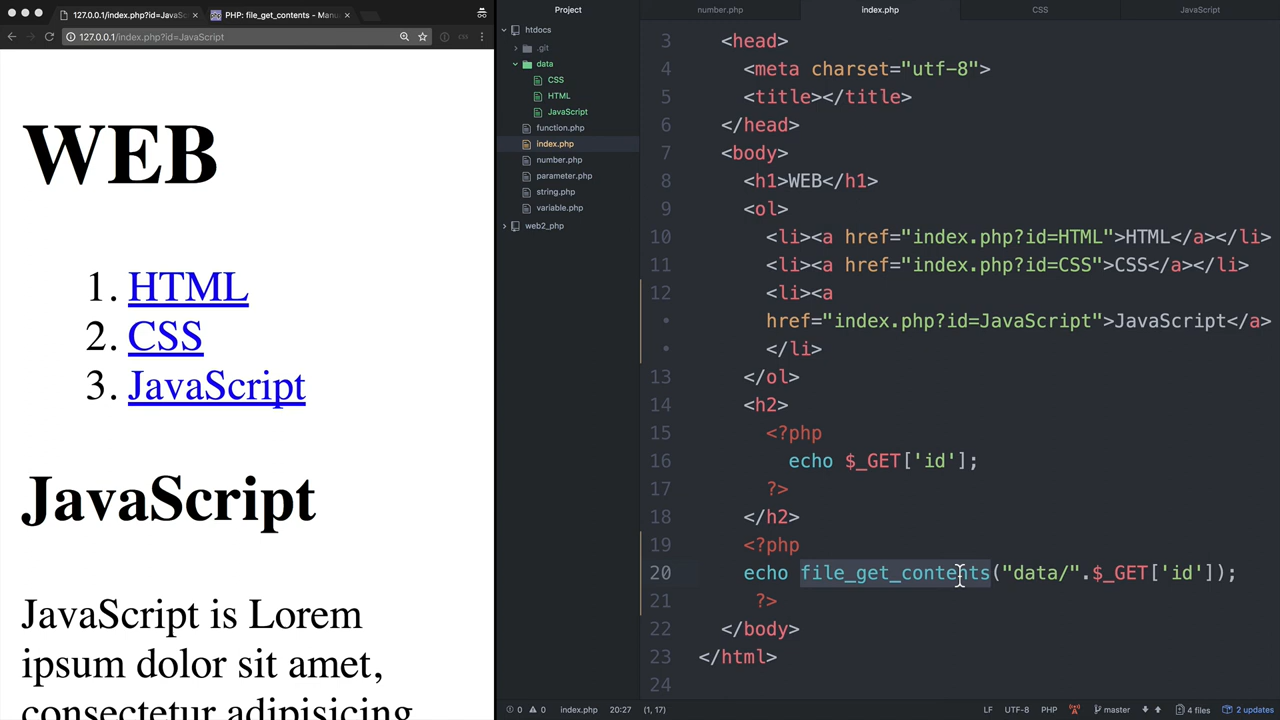 127.0.0.1/index.php?id=JavaSc
PHP: file_get_contents - Manu
127.0.0.1/index.php?id=JavaScript
WEB
1. HTML
2. CSS
3. JavaScript
JavaScript
JavaScript is Lorem
ipsum dolor sit amet,
consectetur adipisicing
Project
htdocs
.git
data
CSS
HTML
JavaScript
function.php
index.php
number.php
parameter.php
string.php
variable.php
web2_php
number.php
index.php
CSS
JavaScript
3 <head>
4 <meta charset="utf-8">
5 <title></title>
6 </head>
7 <body>
8 <h1>WEB</h1>
9 <ol>
10 <li><a href="index.php?id=HTML">HTML</a></li>
11 <li><a href="index.php?id=CSS">CSS</a></li>
12 <li><a
• href="index.php?id=JavaScript">JavaScript</a>
• </li>
13 </ol>
14 <h2>
15 <?php
16 echo $_GET['id'];
17 ?>
18 </h2>
19 <?php
20 echo file_get_contents("data/".$_GET['id']);
21 ?>
22 </body>
23 </html>
24
0 0 index.php 20:27 (1, 17) LF UTF-8 PHP master 4 files 2 updates